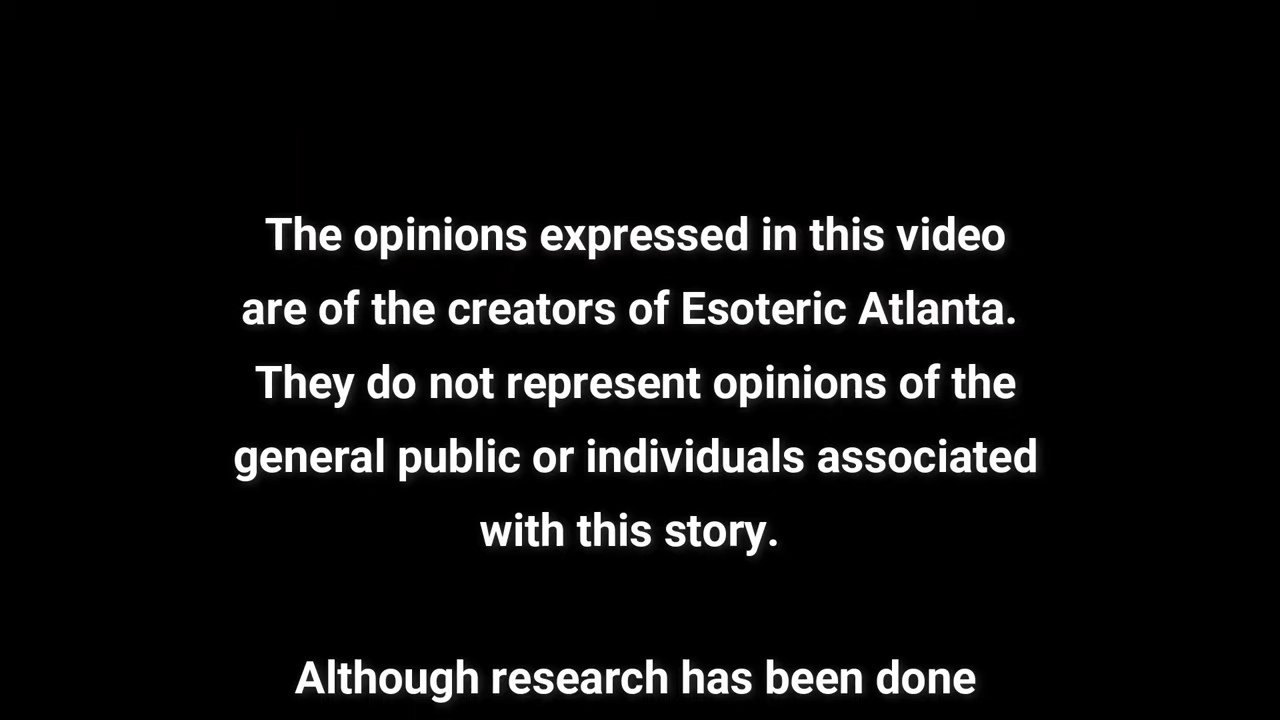 The opinions expressed in this video
are of the creators of Esoteric Atlanta.
They do not represent opinions of the
general public or individuals associated
with this story.
Although research has been done